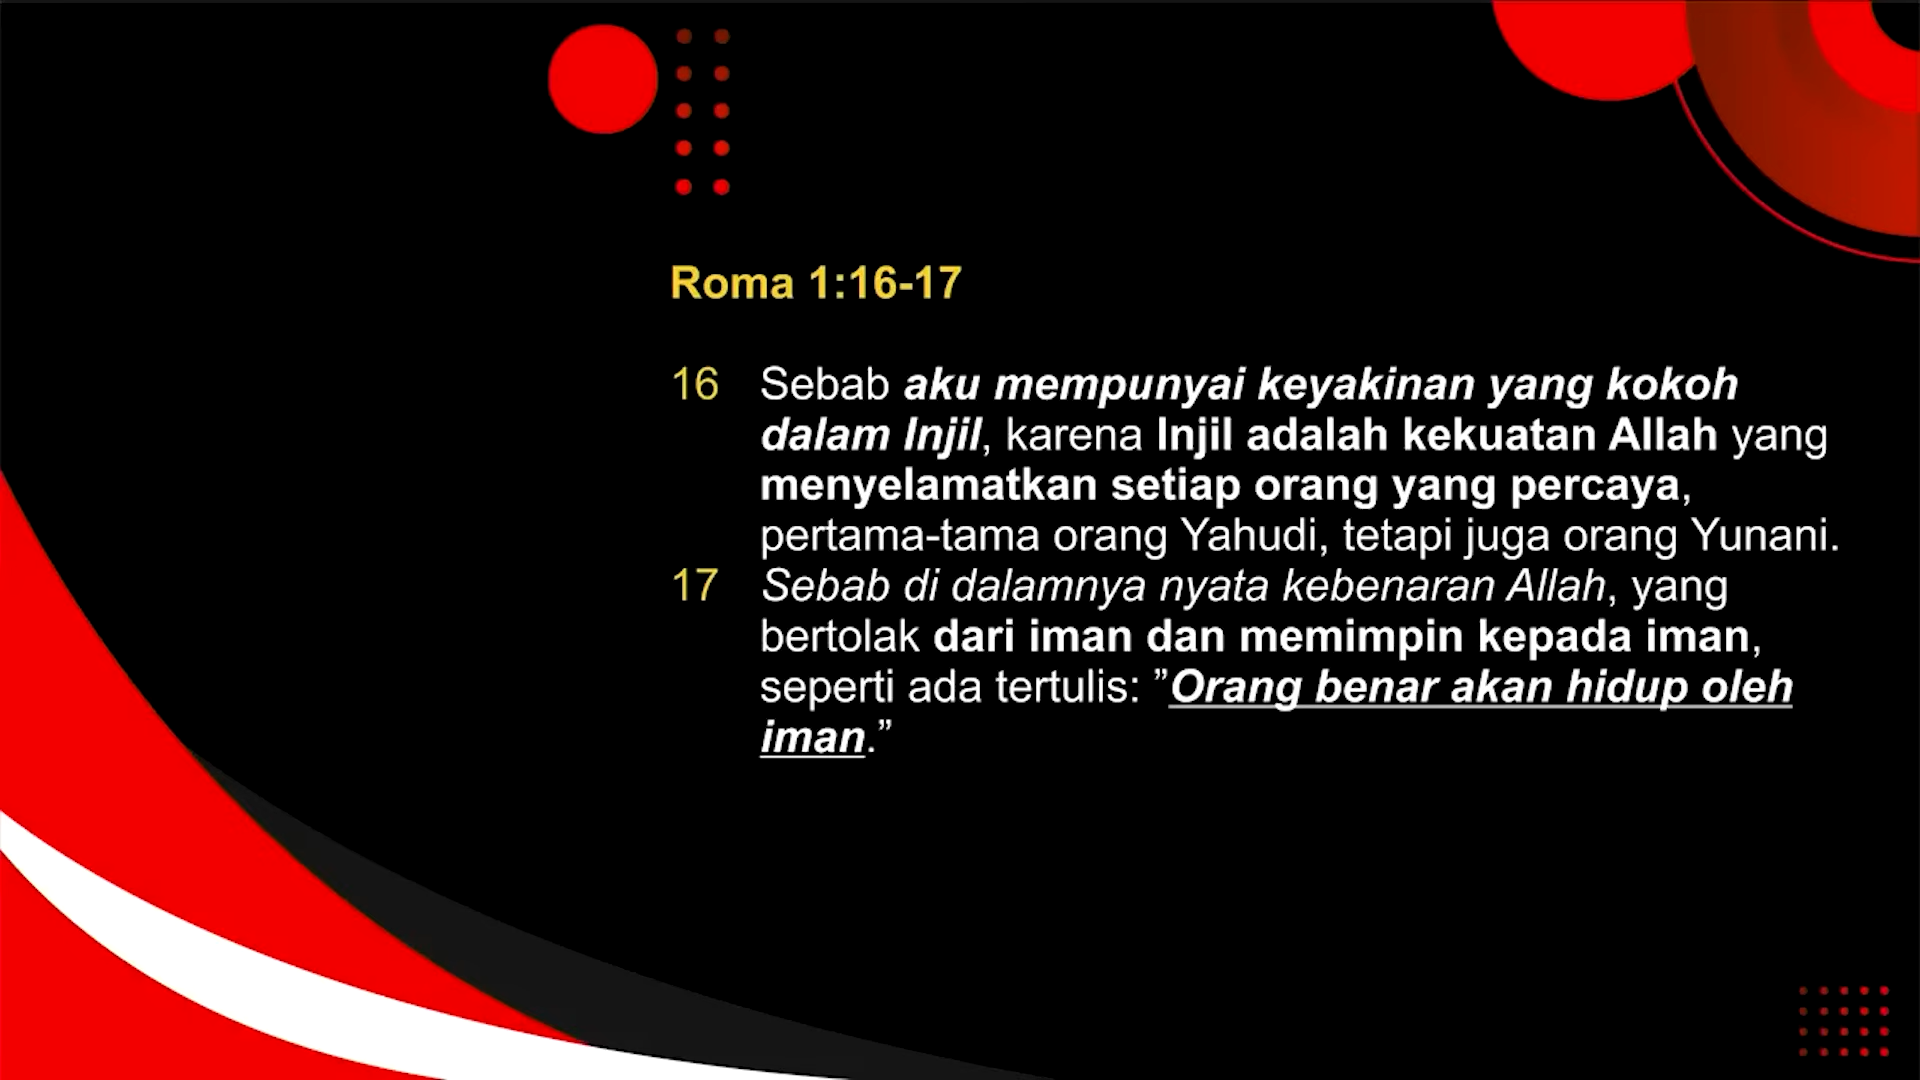 Roma 1:16-17
16 Sebab aku mempunyai keyakinan yang kokoh
dalam Injil, karena Injil adalah kekuatan Allah yang
menyelamatkan setiap orang yang percaya,
pertama-tama orang Yahudi, tetapi juga orang Yunani.
17 Sebab di dalamnya nyata kebenaran Allah, yang
bertolak dari iman dan memimpin kepada iman,
seperti ada tertulis: ”Orang benar akan hidup oleh
iman.”